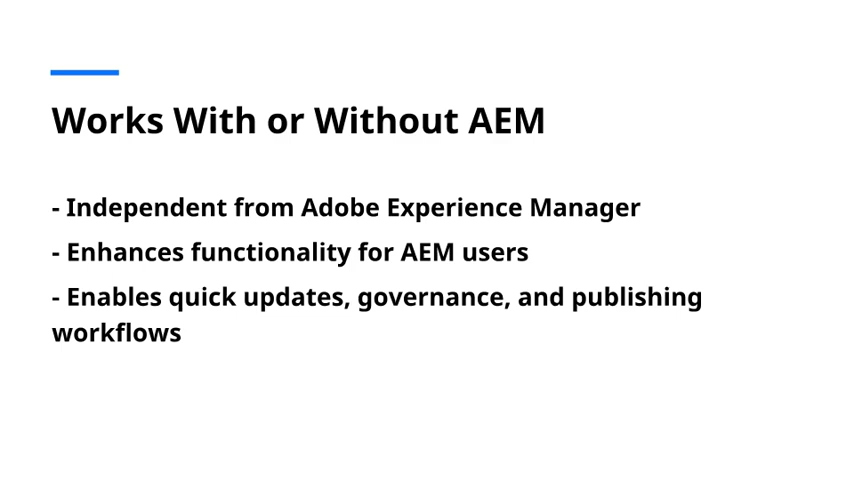 Works With or Without AEM
- Independent from Adobe Experience Manager
- Enhances functionality for AEM users
- Enables quick updates, governance, and publishing
workflows